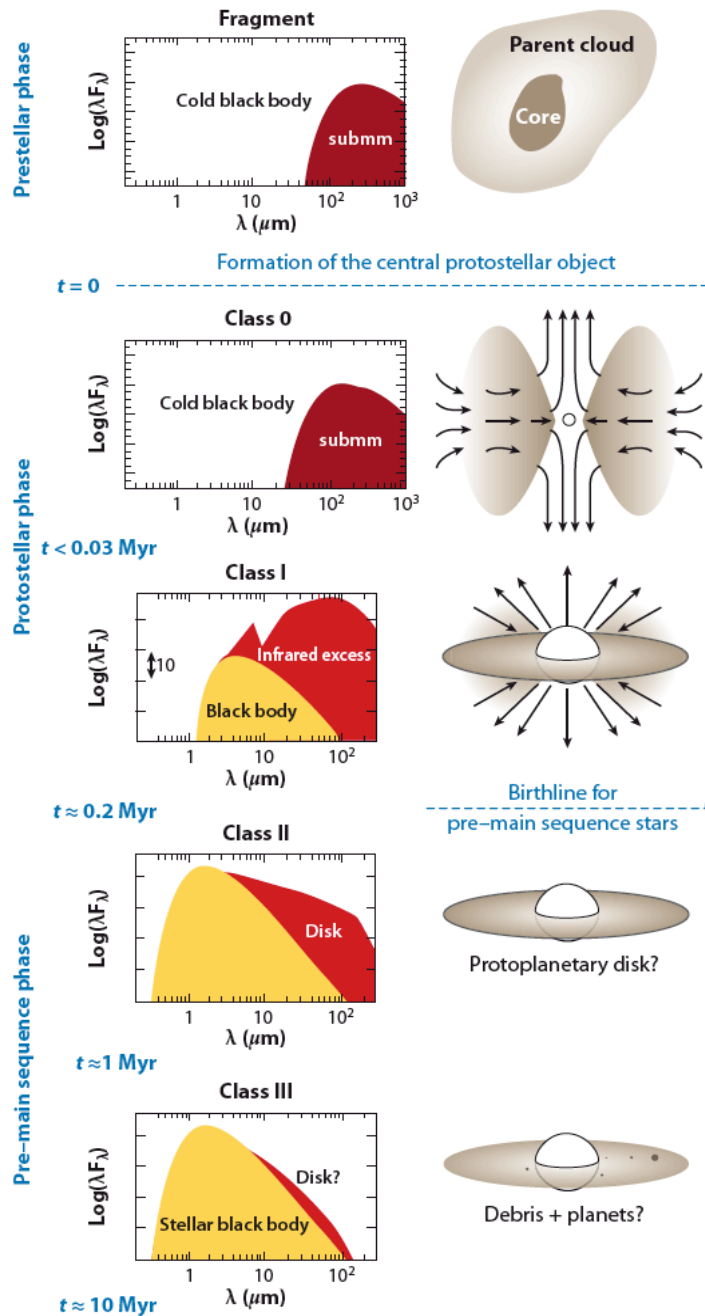 Prestellar phase
Fragment
Log(λFλ)
Cold black body
submm
1 10 10² 10³
λ (μm)
Parent cloud
Core
Formation of the central protostellar object
t = 0
Protostellar phase
Class 0
Log(λFλ)
Cold black body
submm
1 10 10² 10³
λ (μm)
t < 0.03 Myr
Class I
Log(λFλ)
10
Infrared excess
Black body
1 10 10²
λ (μm)
t ≈ 0.2 Myr
Birthline for
pre–main sequence stars
Pre–main sequence phase
Class II
Log(λFλ)
Disk
1 10 10²
λ (μm)
Protoplanetary disk?
t ≈1 Myr
Class III
Log(λFλ)
Disk?
Stellar black body
1 10 10²
λ (μm)
Debris + planets?
t ≈ 10 Myr